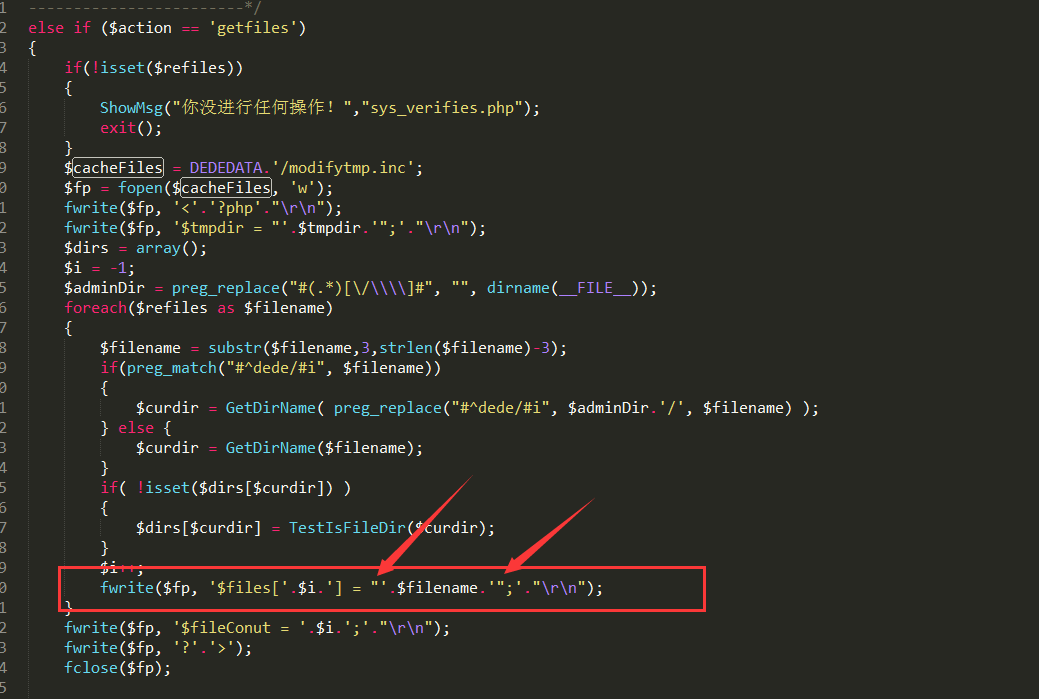 1 ------------------------*/
2 else if ($action == 'getfiles')
3 {
4 if(!isset($refiles))
5 {
6 ShowMsg("你没进行任何操作！","sys_verifies.php");
7 exit();
8 }
9 $cacheFiles = DEDEDATA.'/modifytmp.inc';
0 $fp = fopen($cacheFiles, 'w');
1 fwrite($fp, '<'.'?php'."\r\n");
2 fwrite($fp, '$tmpdir = "'.$tmpdir.'";'."\r\n");
3 $dirs = array();
4 $i = -1;
5 $adminDir = preg_replace("#(.*)[\/\\\\]#", "", dirname(__FILE__));
6 foreach($refiles as $filename)
7 {
8 $filename = substr($filename,3,strlen($filename)-3);
9 if(preg_match("#^dede/#i", $filename))
0 {
1 $curdir = GetDirName( preg_replace("#^dede/#i", $adminDir.'/', $filename) );
2 } else {
3 $curdir = GetDirName($filename);
4 }
5 if( !isset($dirs[$curdir]) )
6 {
7 $dirs[$curdir] = TestIsFileDir($curdir);
8 }
9 $i++;
0 fwrite($fp, '$files['.$i.'] = "'.$filename.'";'."\r\n");
1 }
2 fwrite($fp, '$fileConut = '.$i.';'."\r\n");
3 fwrite($fp, '?'.'>');
4 fclose($fp);
5